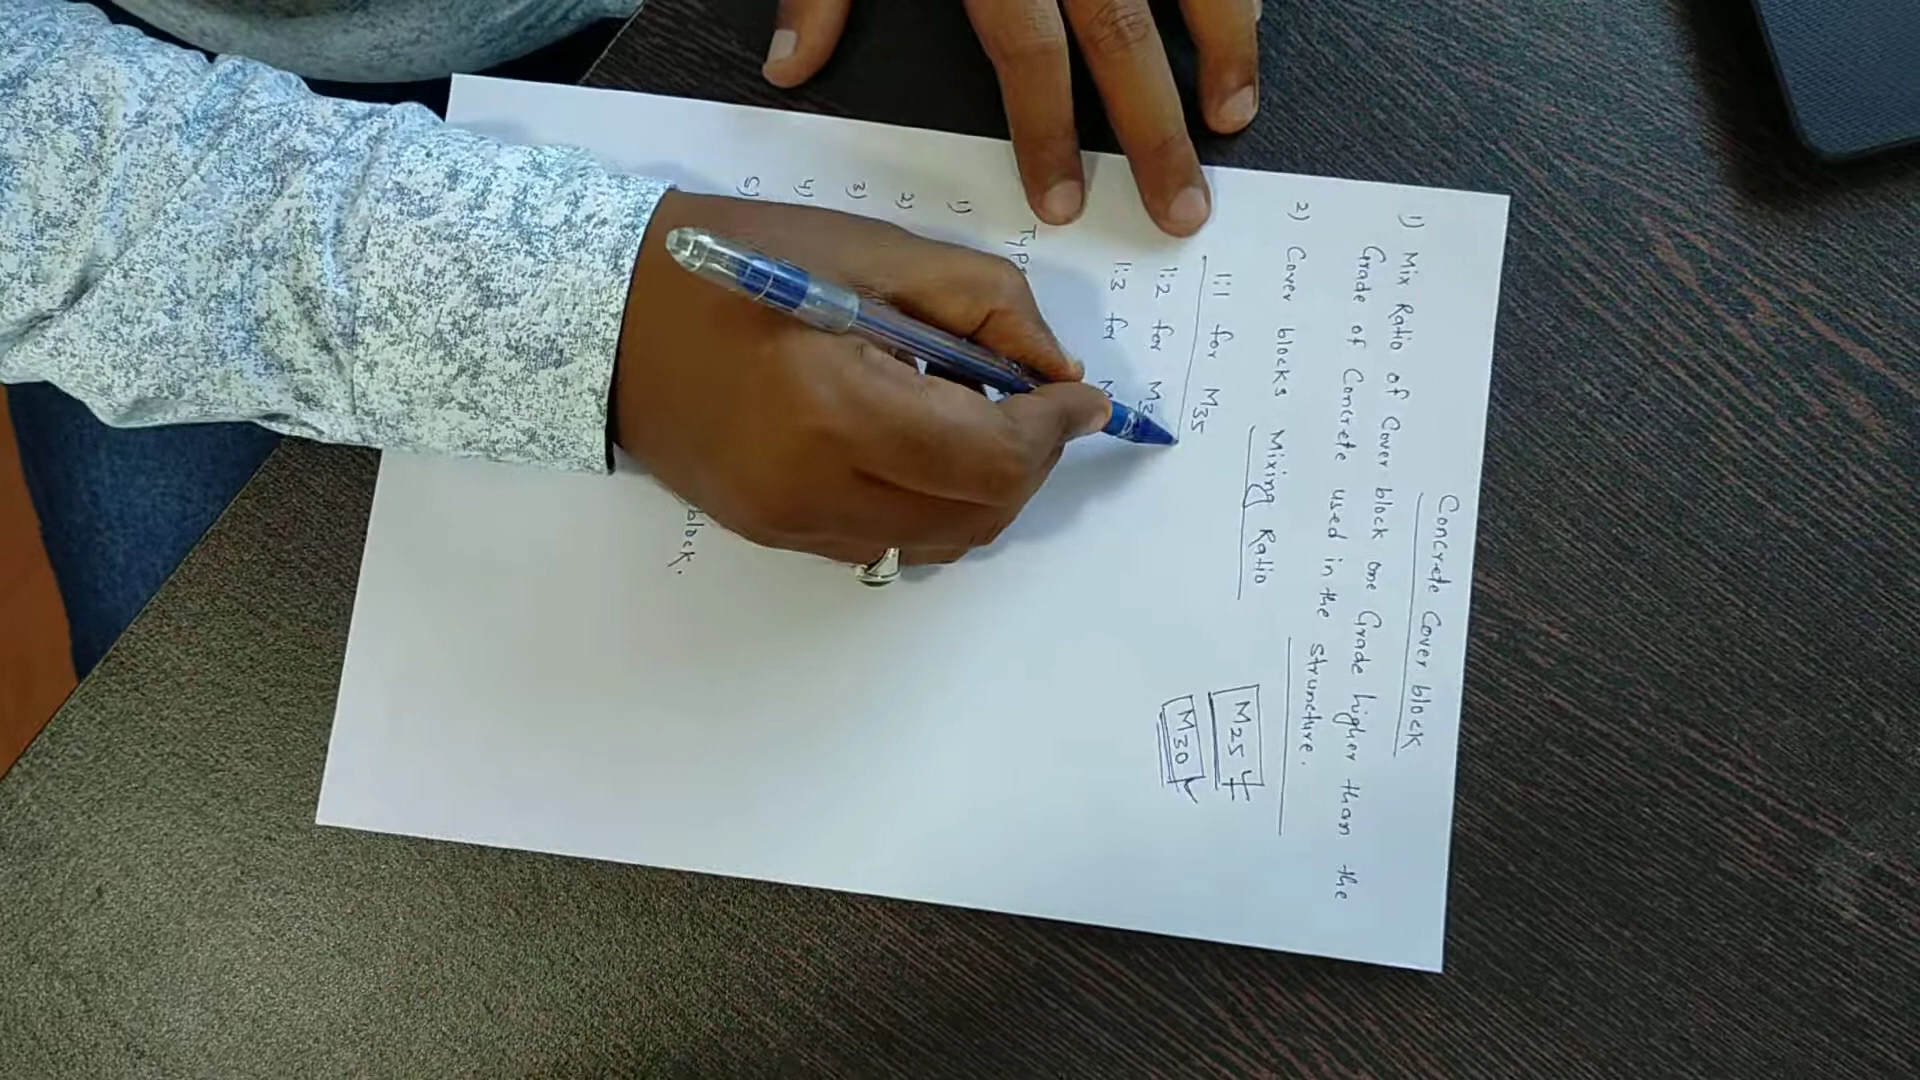 Concrete Cover block
1) Mix Ratio of Cover block one Grade higher than the
Grade of Concrete used in the strumcture.
2) Cover blocks Mixing Ratio
1:1 for M35
M25
1:2 for
M30
1:3 for
1)
2)
3)
4)
5)
block.